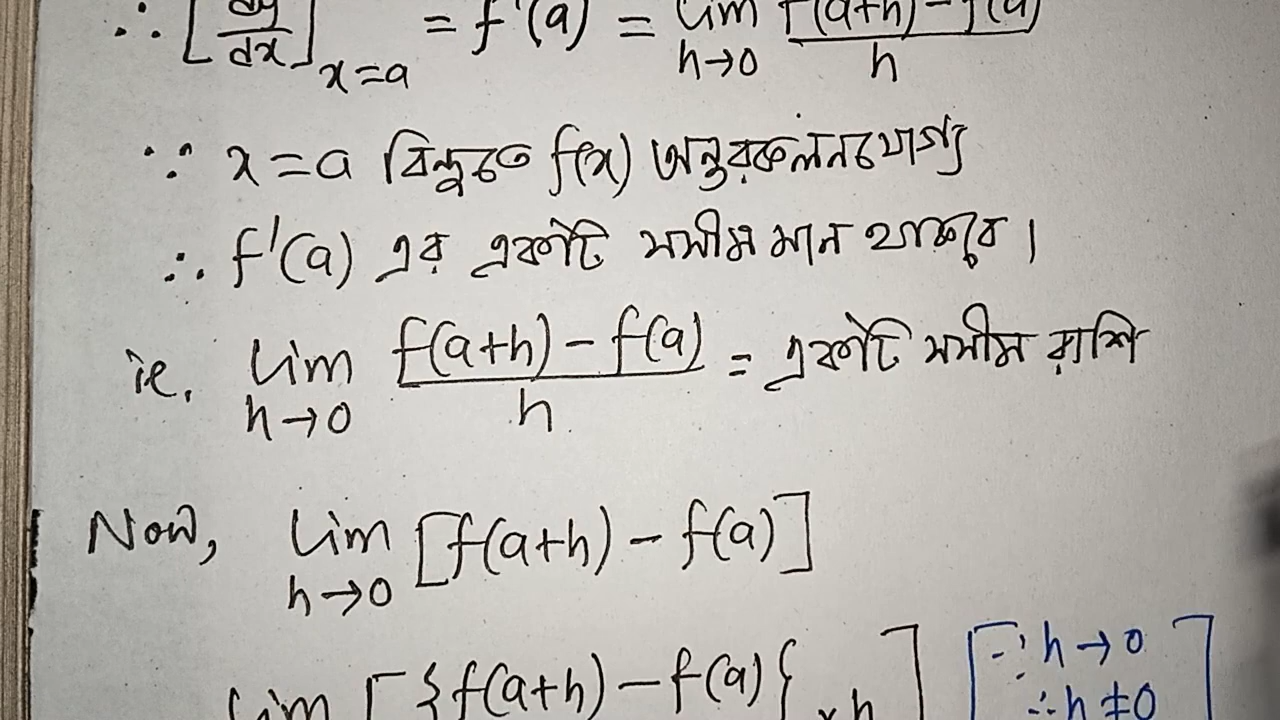 ∴ [dy/dx]x=a = f'(a) = lim h→0 f(a+h)-f(a)/h
∵ x=a বিন্দুতে f(x) অন্তরকলনযোগ্য
∴ f'(a) এর একটি সসীম মান থাকবে।
ie. lim h→0 f(a+h)-f(a)/h = একটি সসীম রাশি
Now, lim h→0 [f(a+h)-f(a)]
lim [{f(a+h)-f(a)} ×h] [∵h→0
∴h≠0]